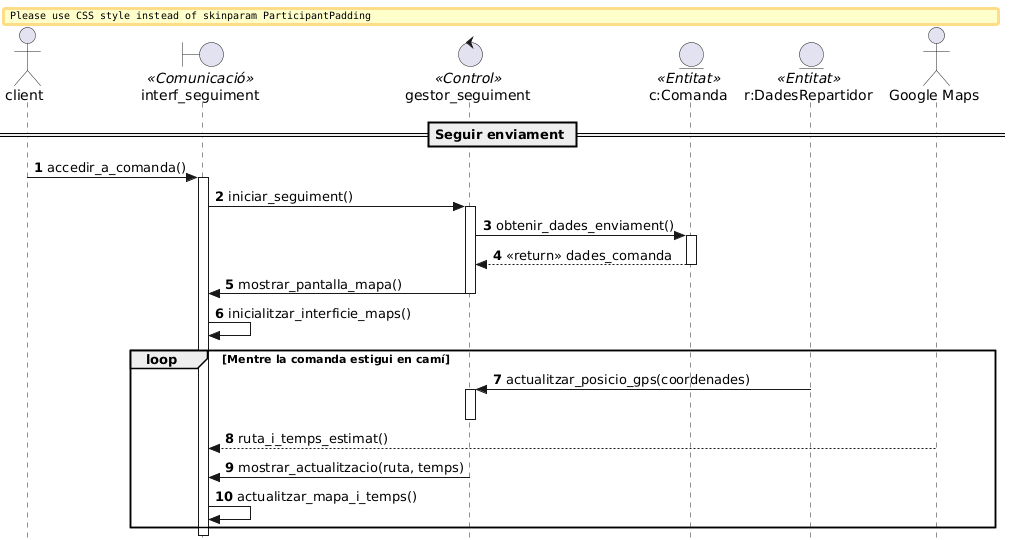 Please use CSS style instead of skinparam ParticipantPadding
«Comunicació» «Control» «Entitat» «Entitat»
client interf_seguiment gestor_seguiment c:Comanda r:DadesRepartidor Google Maps
Seguir enviament
1 accedir_a_comanda()
2 iniciar_seguiment()
3 obtenir_dades_enviament()
4 «return» dades_comanda
5 mostrar_pantalla_mapa()
6 inicialitzar_interficie_maps()
loop [Mentre la comanda estigui en camí]
7 actualitzar_posicio_gps(coordenades)
8 ruta_i_temps_estimat()
9 mostrar_actualitzacio(ruta, temps)
10 actualitzar_mapa_i_temps()